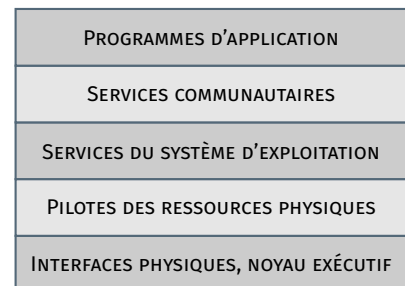 Programmes d'application
Services communautaires
Services du système d'exploitation
Pilotes des ressources physiques
Interfaces physiques, noyau exécutif